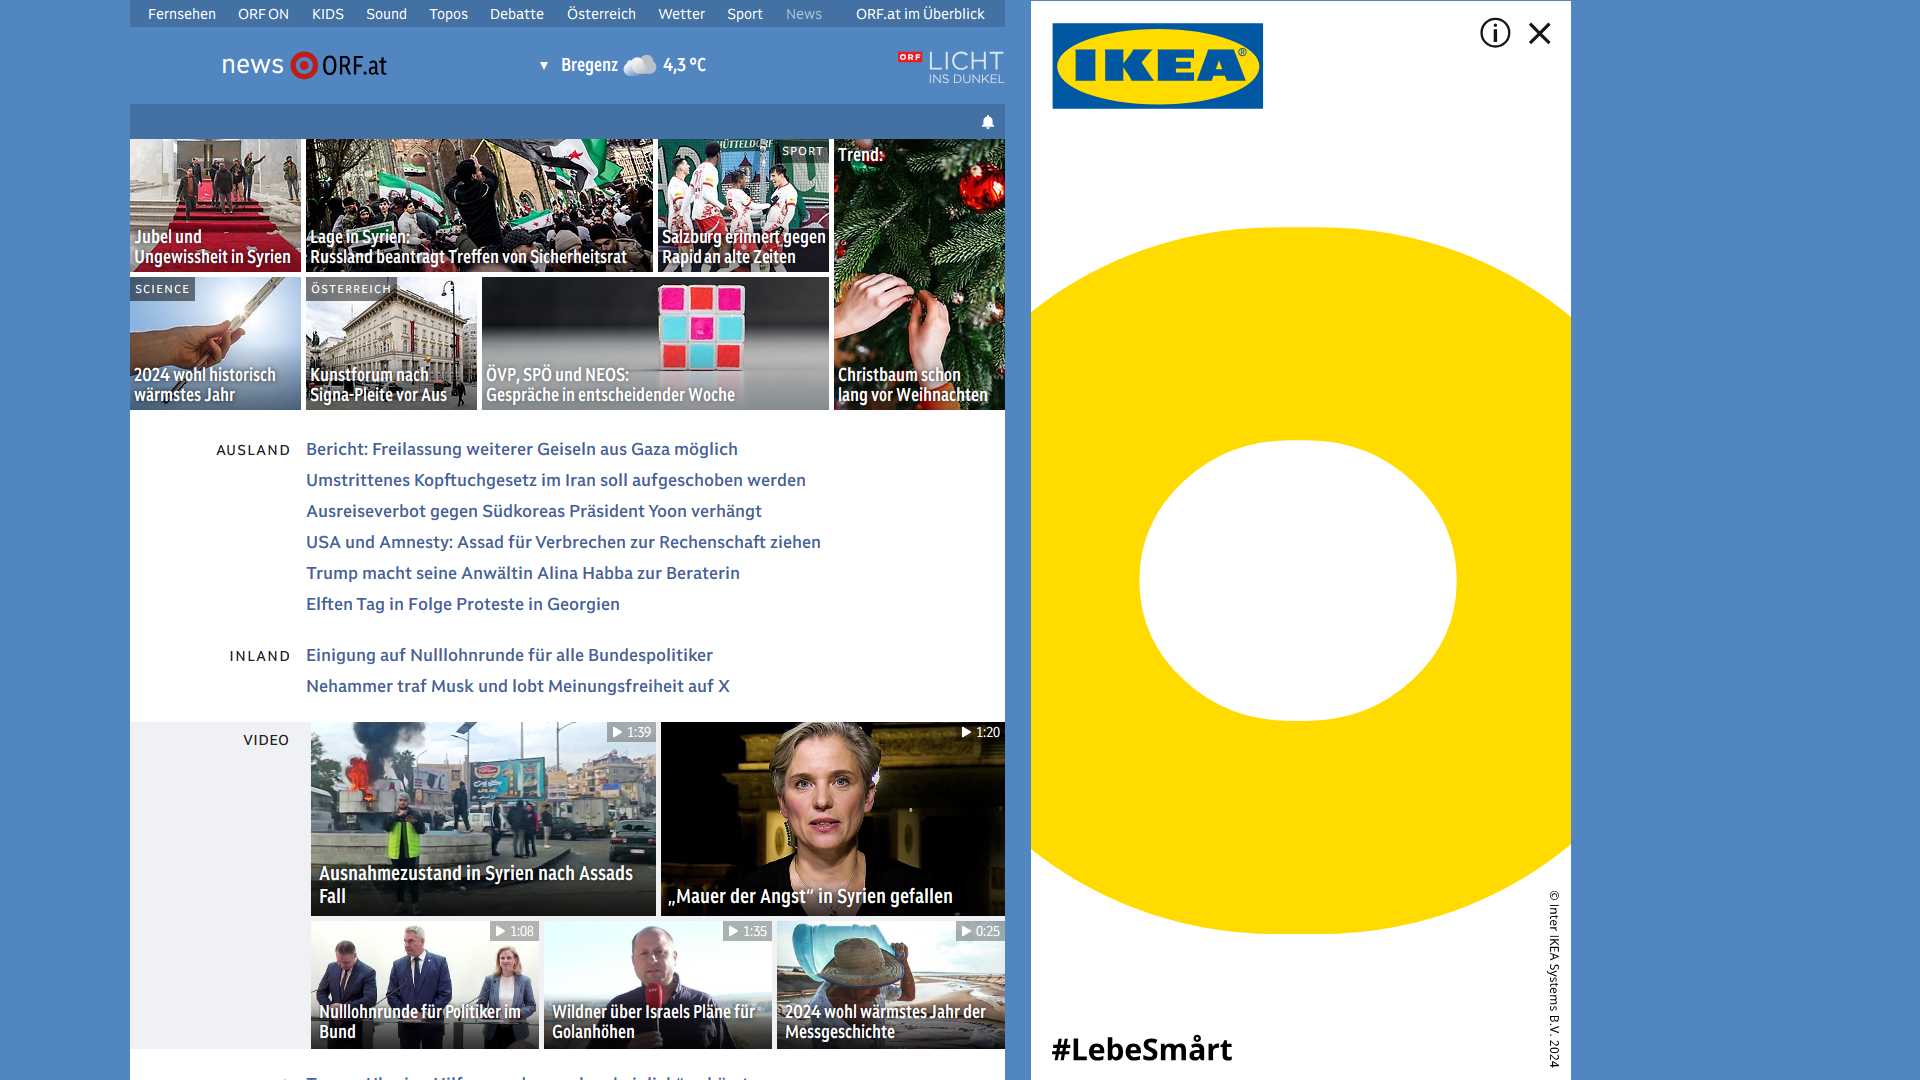 Fernsehen ORF ON KIDS Sound Topos Debatte Österreich Wetter Sport News ORF.at im Überblick
news ORF.at
Bregenz 4,3 °C
ORF LICHT
INS DUNKEL
Jubel und
Ungewissheit in Syrien
Lage in Syrien:
Russland beantragt Treffen von Sicherheitsrat
HÜTTELDORF
SPORT
Salzburg erinnert gegen
Rapid an alte Zeiten
Trend:
Christbaum schon
lang vor Weihnachten
SCIENCE
2024 wohl historisch
wärmstes Jahr
ÖSTERREICH
Kunstforum nach
Signa-Pleite vor Aus
ÖVP, SPÖ und NEOS:
Gespräche in entscheidender Woche
AUSLAND
Bericht: Freilassung weiterer Geiseln aus Gaza möglich
Umstrittenes Kopftuchgesetz im Iran soll aufgeschoben werden
Ausreiseverbot gegen Südkoreas Präsident Yoon verhängt
USA und Amnesty: Assad für Verbrechen zur Rechenschaft ziehen
Trump macht seine Anwältin Alina Habba zur Beraterin
Elften Tag in Folge Proteste in Georgien
INLAND
Einigung auf Nulllohnrunde für alle Bundespolitiker
Nehammer traf Musk und lobt Meinungsfreiheit auf X
VIDEO
1:39
Ausnahmezustand in Syrien nach Assads
Fall
1:20
„Mauer der Angst“ in Syrien gefallen
1:08
Nulllohnrunde für Politiker im
Bund
1:35
Wildner über Israels Pläne für
Golanhöhen
0:25
2024 wohl wärmstes Jahr der
Messgeschichte
IKEA®
#LebeSmårt
© Inter IKEA Systems B.V. 2024